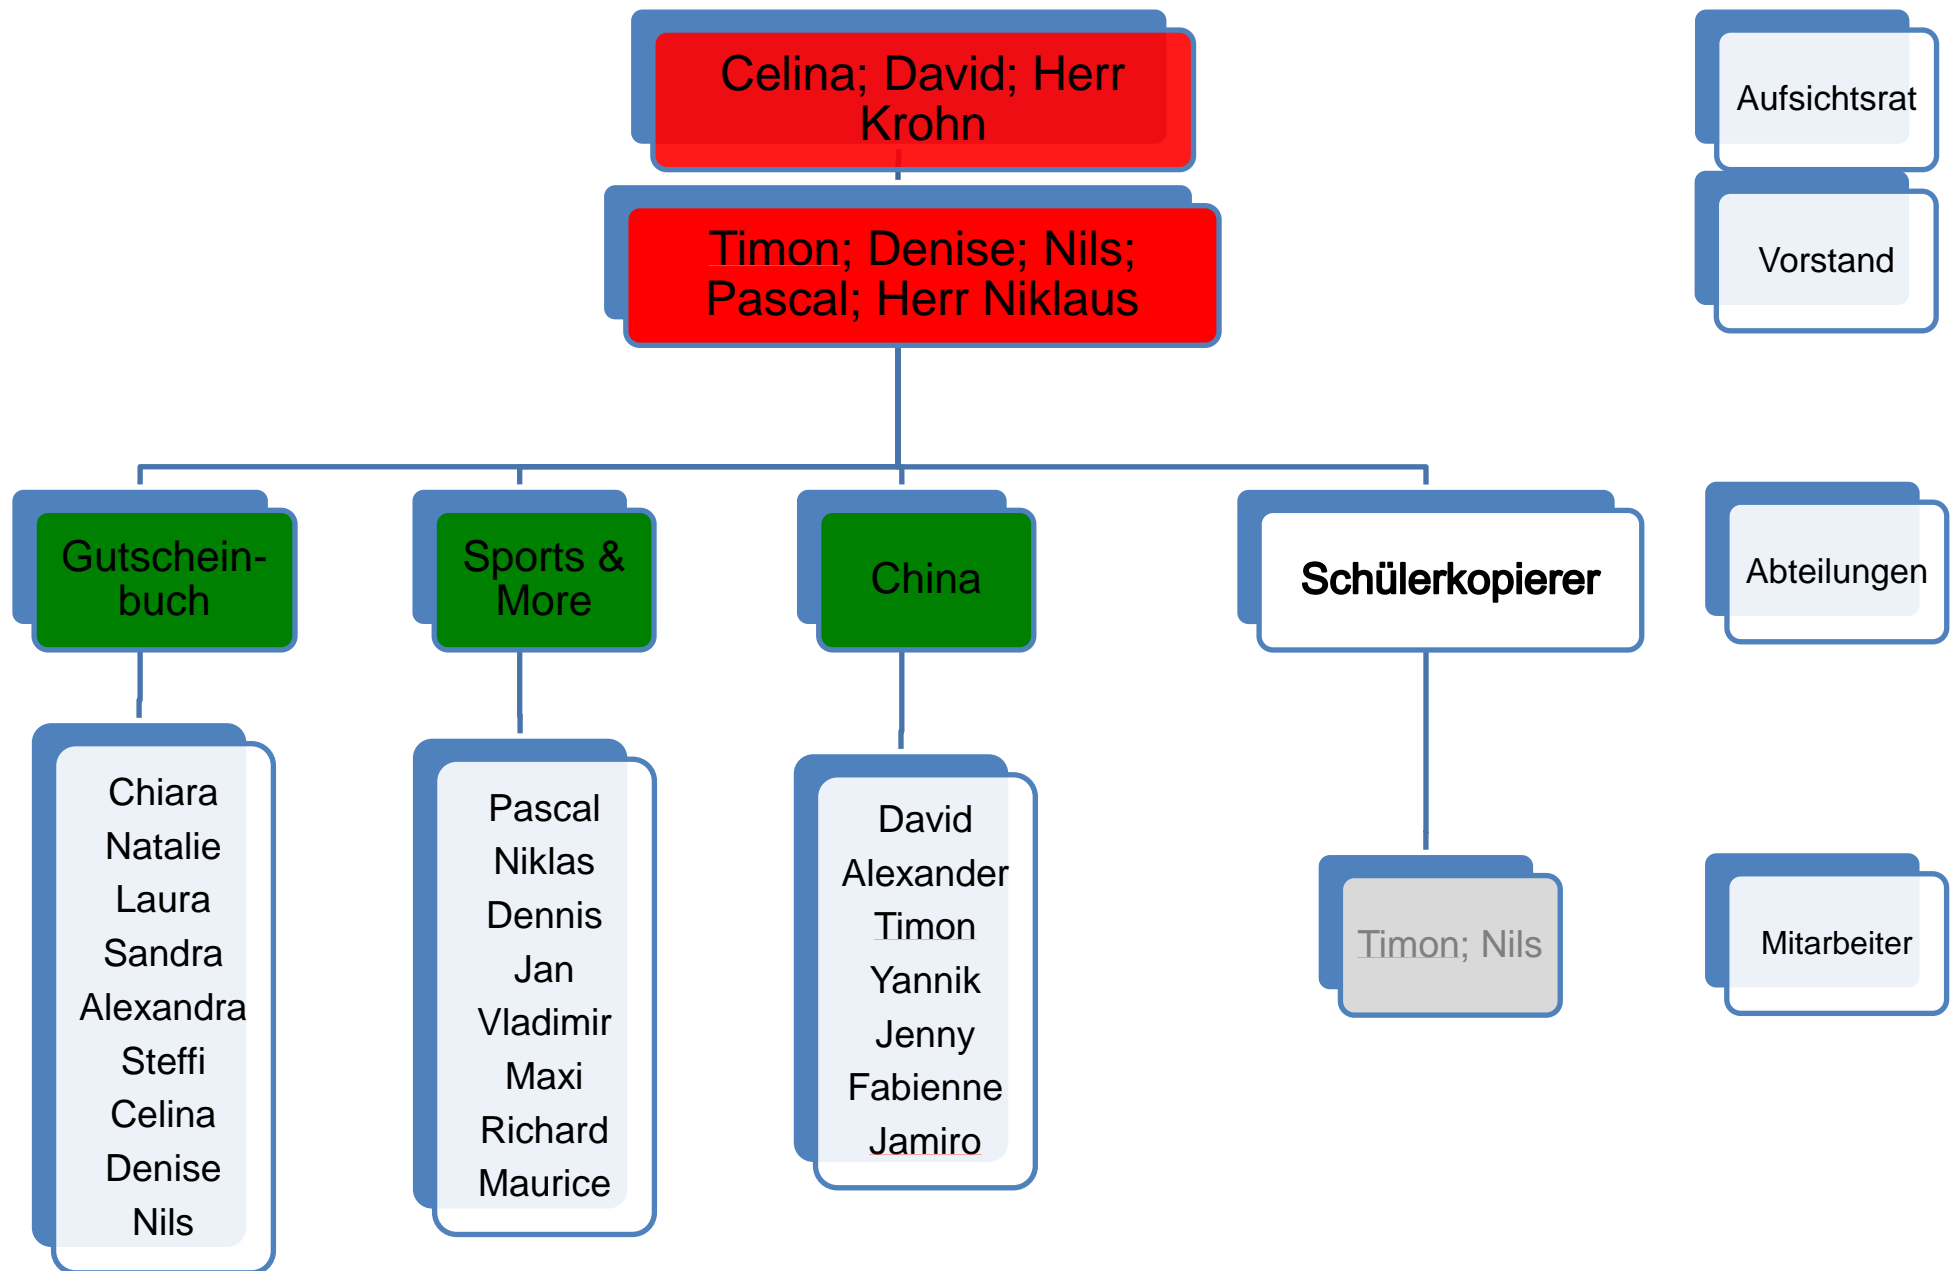 Celina; David; Herr
Krohn
Aufsichtsrat
Timon; Denise; Nils;
Pascal; Herr Niklaus
Vorstand
Gutschein-
buch
Sports &
More
China
Schülerkopierer
Abteilungen
Chiara
Natalie
Laura
Sandra
Alexandra
Steffi
Celina
Denise
Nils
Pascal
Niklas
Dennis
Jan
Vladimir
Maxi
Richard
Maurice
David
Alexander
Timon
Yannik
Jenny
Fabienne
Jamiro
Timon; Nils
Mitarbeiter